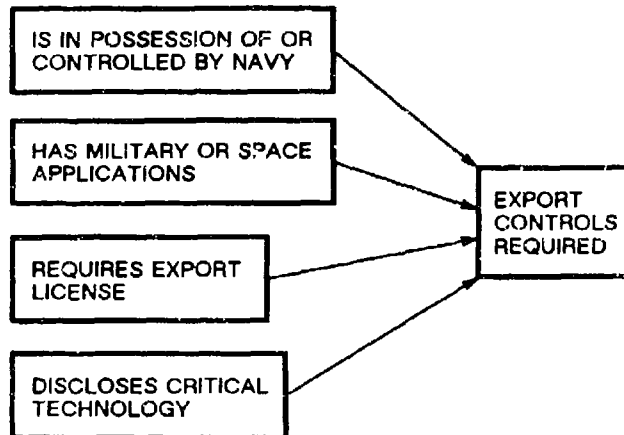 IS IN POSSESSION OF OR
CONTROLLED BY NAVY
HAS MILITARY OR SPACE
APPLICATIONS
REQUIRES EXPORT
LICENSE
DISCLOSES CRITICAL
TECHNOLOGY
EXPORT
CONTROLS
REQUIRED